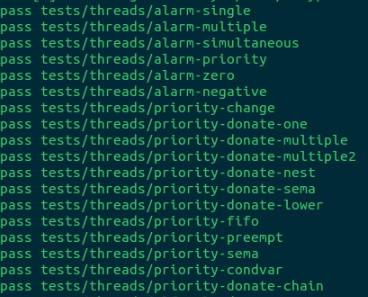 pass tests/threads/alarm-single
pass tests/threads/alarm-multiple
pass tests/threads/alarm-simultaneous
pass tests/threads/alarm-priority
pass tests/threads/alarm-zero
pass tests/threads/alarm-negative
pass tests/threads/priority-change
pass tests/threads/priority-donate-one
pass tests/threads/priority-donate-multiple
pass tests/threads/priority-donate-multiple2
pass tests/threads/priority-donate-nest
pass tests/threads/priority-donate-sema
pass tests/threads/priority-donate-lower
pass tests/threads/priority-fifo
pass tests/threads/priority-preempt
pass tests/threads/priority-sema
pass tests/threads/priority-condvar
pass tests/threads/priority-donate-chain